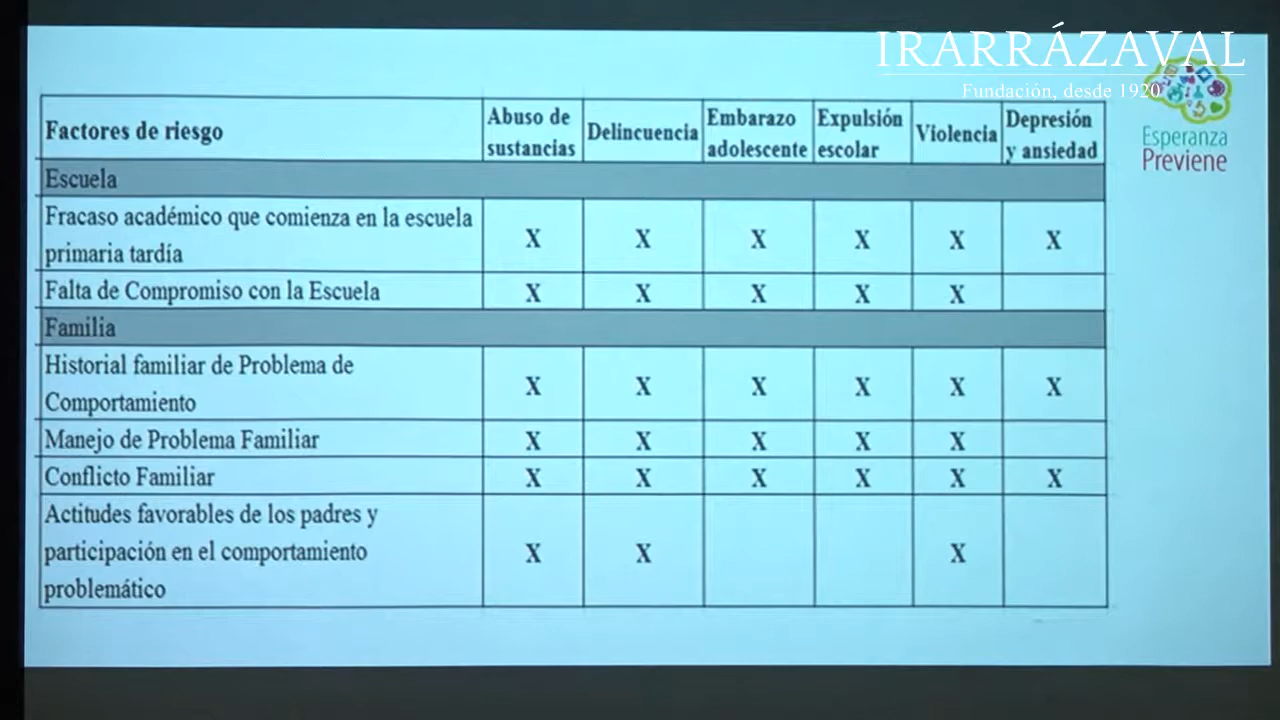 IRARRÁZAVAL
Fundación, desde 1920
Esperanza
Previene
Factores de riesgo
Abuso de
sustancias
Delincuencia
Embarazo
adolescente
Expulsión
escolar
Violencia
Depresión
y ansiedad
Escuela
Fracaso académico que comienza en la escuela
primaria tardía
X X X X X X
Falta de Compromiso con la Escuela X X X X X
Familia
Historial familiar de Problema de
Comportamiento
X X X X X X
Manejo de Problema Familiar X X X X X
Conflicto Familiar X X X X X X
Actitudes favorables de los padres y
participación en el comportamiento
problemático
X X X